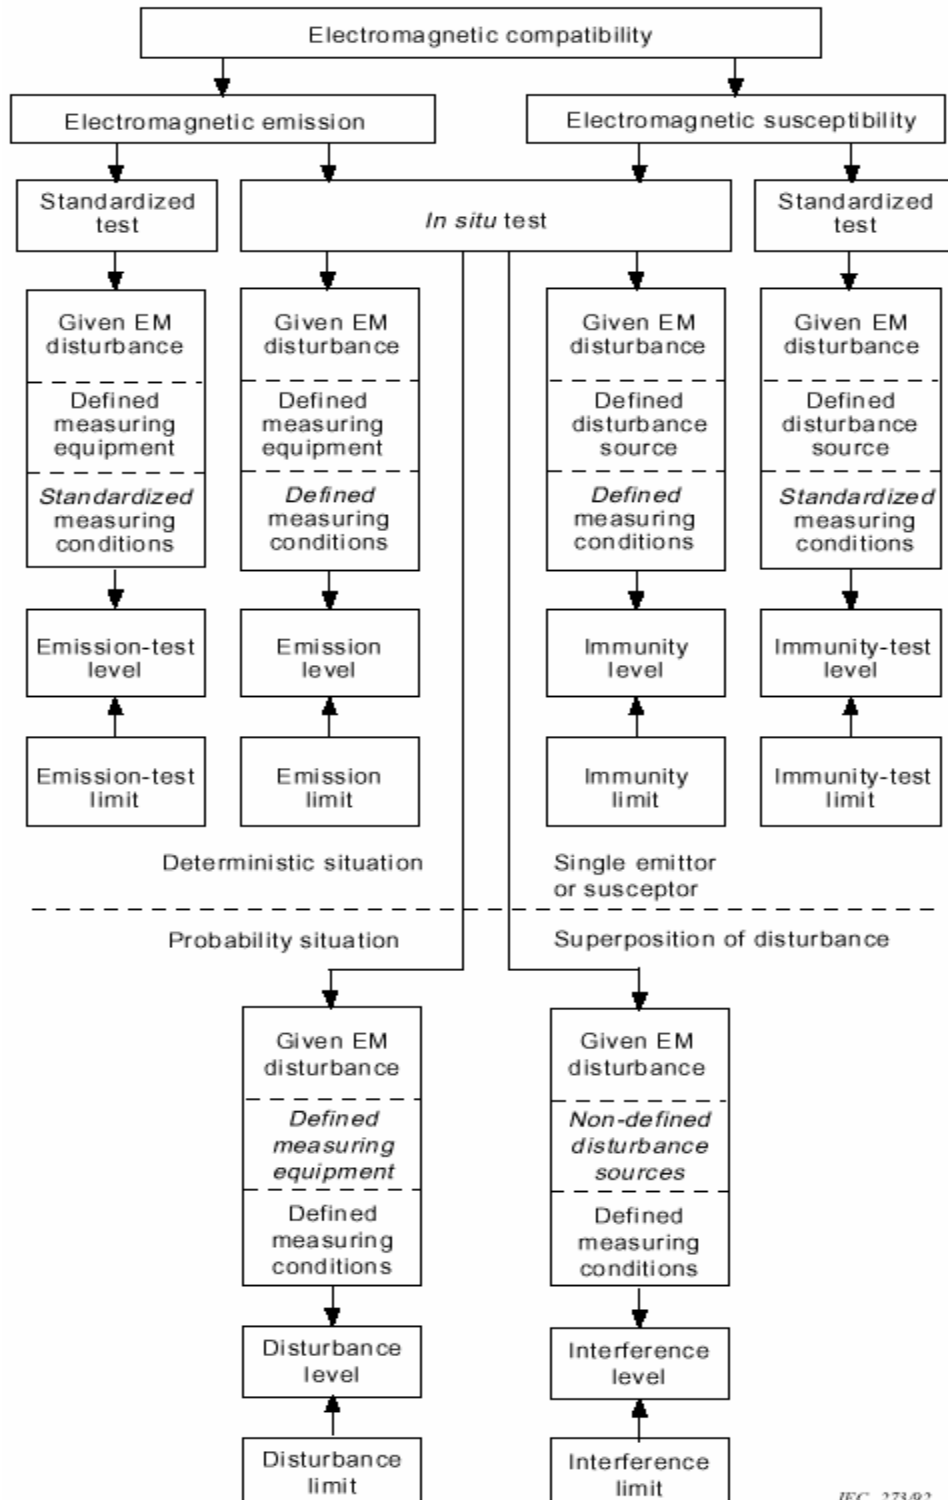 Electromagnetic compatibility
Electromagnetic emission
Electromagnetic susceptibility
Standardized
test
In situ test
Standardized
test
Given EM
disturbance
Defined
measuring
equipment
Standardized
measuring
conditions
Given EM
disturbance
Defined
measuring
equipment
Defined
measuring
conditions
Given EM
disturbance
Defined
disturbance
source
Defined
measuring
conditions
Given EM
disturbance
Defined
disturbance
source
Standardized
measuring
conditions
Emission-test
level
Emission
level
Immunity
level
Immunity-test
level
Emission-test
limit
Emission
limit
Immunity
limit
Immunity-test
limit
Deterministic situation
Single emittor
or susceptor
Probability situation
Superposition of disturbance
Given EM
disturbance
Defined
measuring
equipment
Defined
measuring
conditions
Given EM
disturbance
Non-defined
disturbance
sources
Defined
measuring
conditions
Disturbance
level
Interference
level
Disturbance
limit
Interference
limit
IEC 273/92